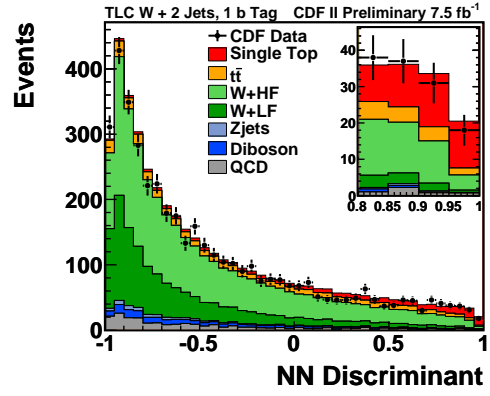 TLC W + 2 Jets, 1 b Tag CDF II Preliminary 7.5 fb-1
Events
400
300
200
100
0
CDF Data
Single Top
tt̄
W+HF
W+LF
Zjets
Diboson
QCD
40
30
20
10
0
0.8 0.85 0.9 0.95 1
-1 -0.5 0 0.5 1
NN Discriminant